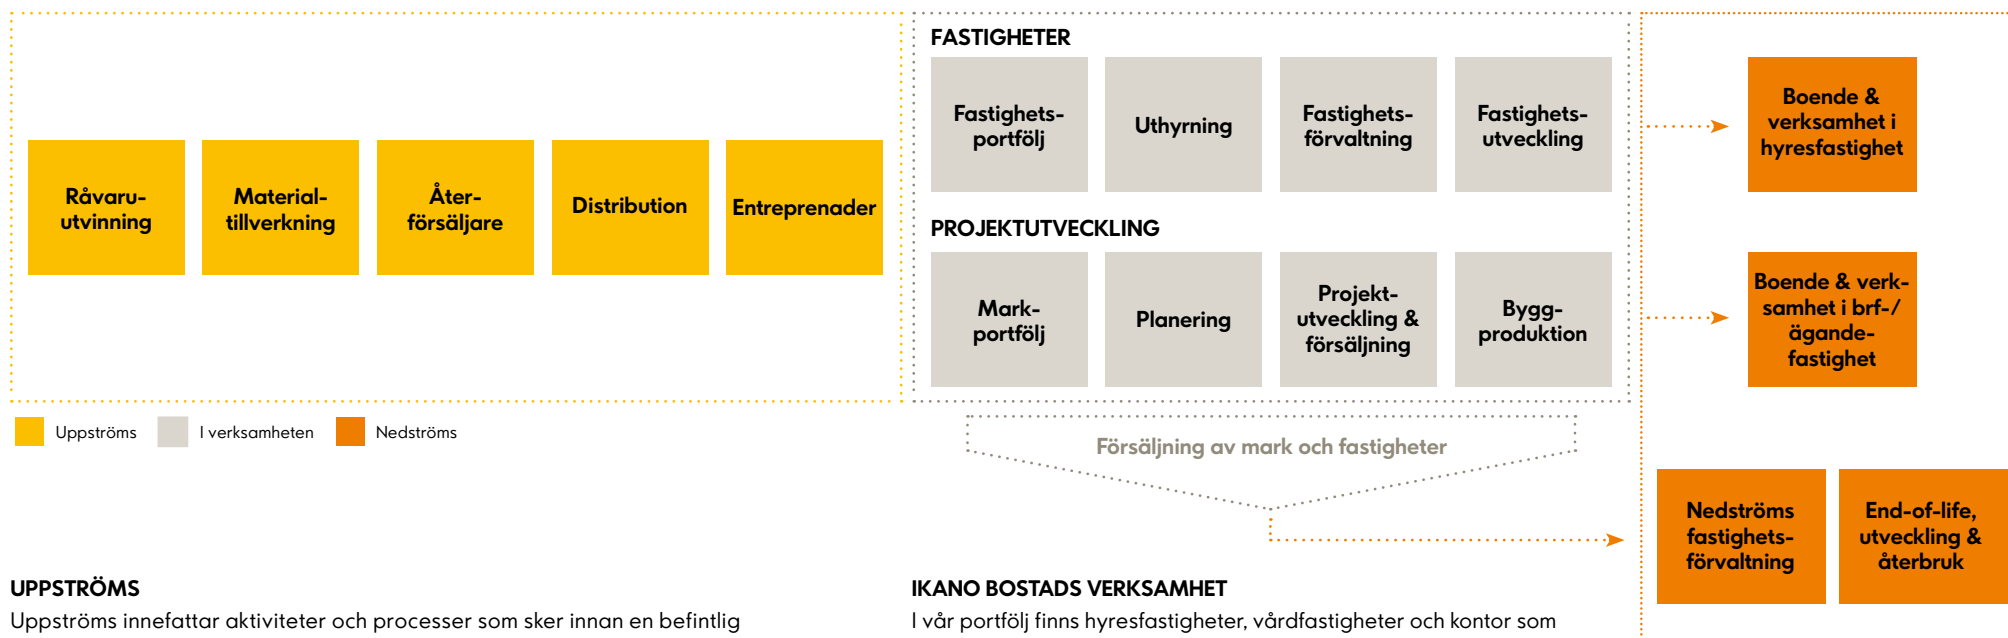 Råvaru-
utvinning
Material-
tillverkning
Åter-
försäljare
Distribution
Entreprenader
FASTIGHETER
Fastighets-
portfölj
Uthyrning
Fastighets-
förvaltning
Fastighets-
utveckling
PROJEKTUTVECKLING
Mark-
portfölj
Planering
Projekt-
utveckling &
försäljning
Bygg-
produktion
Boende &
verksamhet i
hyresfastighet
Boende & verk-
samhet i brf-/
ägande-
fastighet
Uppströms
I verksamheten
Nedströms
Försäljning av mark och fastigheter
Nedströms
fastighets-
förvaltning
End-of-life,
utveckling &
återbruk
UPPSTRÖMS
Uppströms innefattar aktiviteter och processer som sker innan en befintlig
IKANO BOSTADS VERKSAMHET
I vår portfölj finns hyresfastigheter, vårdfastigheter och kontor som